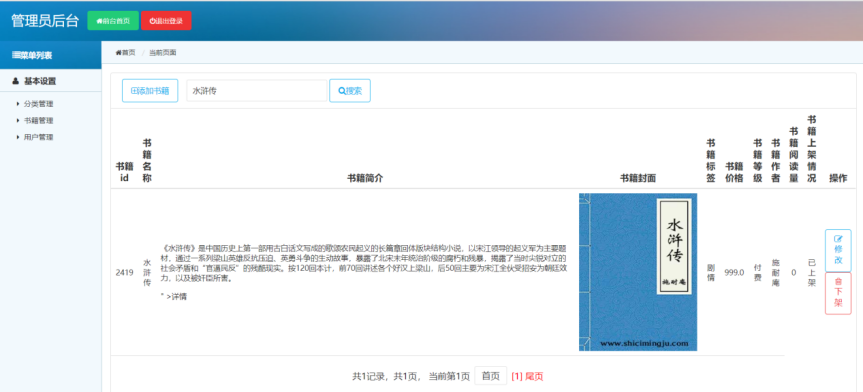 管理员后台 前台首页 退出登录
菜单列表 首页 / 当前页面
基本设置
分类管理
书籍管理
用户管理
添加书籍 水浒传 搜索
书籍id 书籍名称 书籍简介 书籍封面 书籍标签 书籍价格 书籍等级 书籍作者 书籍阅读量 书籍上架情况 操作
《水浒传》是中国历史上第一部用古白话文写成的歌颂农民起义的长篇章回体版块结构小说，以宋江领导的起义军为主要题
材，通过一系列梁山英雄反抗压迫、英勇斗争的生动故事，暴露了北宋末年统治阶级的腐朽和残暴，揭露了当时尖锐对立的
社会矛盾和“官逼民反”的残酷现实。按120回本计，前70回讲述各个好汉上梁山，后50回主要为宋江全伙受招安为朝廷效
力，以及被奸臣所害。
" >详情
2419 水浒传 剧情 999.0 付费 施耐庵 0 已上架 修改
下架
水浒传
施耐庵
www.shicimingju.com
共1记录，共1页， 当前第1页 首页 [1] 尾页